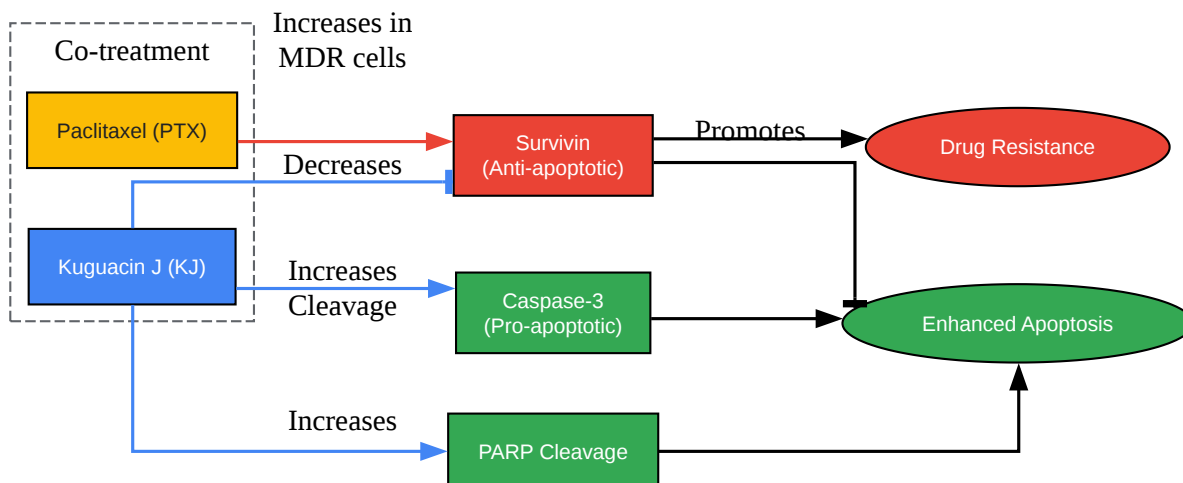 Co-treatment
Increases in
MDR cells
Paclitaxel (PTX)
Survivin
(Anti-apoptotic)
Promotes
Drug Resistance
Decreases
Kuguacin J (KJ)
Increases
Cleavage
Caspase-3
(Pro-apoptotic)
Enhanced Apoptosis
Increases
PARP Cleavage